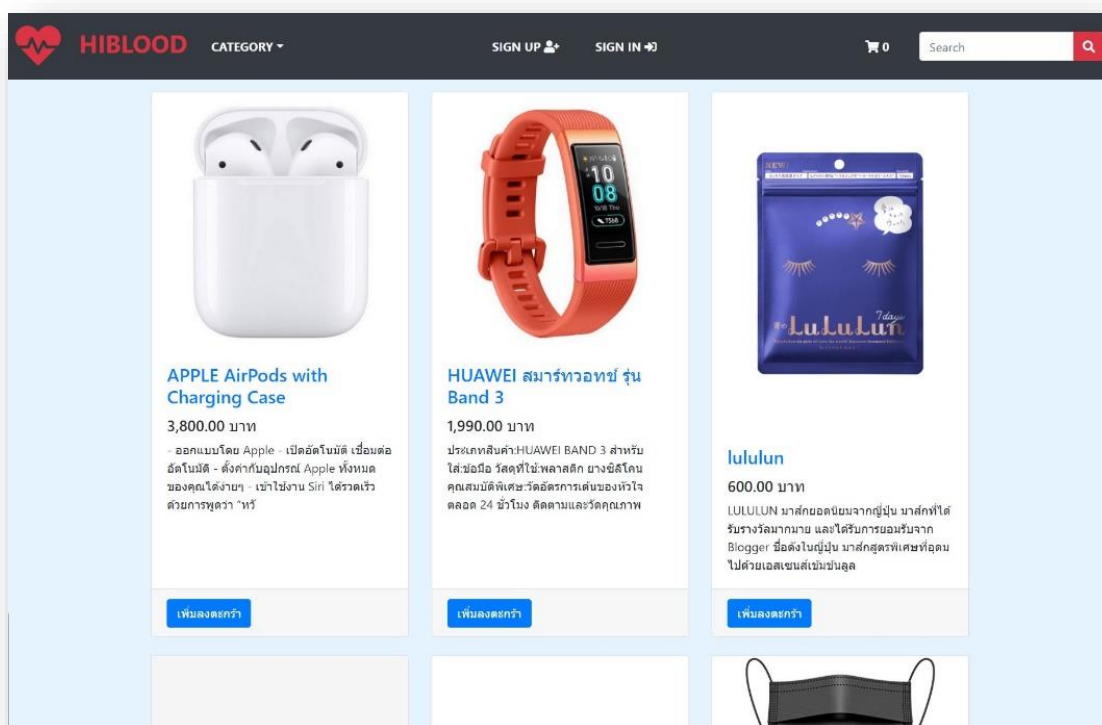 HIBLOOD
CATEGORY
SIGN UP
SIGN IN
0
Search
APPLE AirPods with
Charging Case
3,800.00 บาท
- ออกแบบโดย Apple - เปิดอัตโนมัติ เชื่อมต่อ
อัตโนมัติ - ตั้งค่ากับอุปกรณ์ Apple ทั้งหมด
ของคุณได้ง่ายๆ - เข้าใช้งาน Siri ได้รวดเร็ว
ด้วยการพูดว่า "หวั
เพิ่มลงตะกร้า
10
08
HUAWEI สมาร์ทวอทช์ รุ่น
Band 3
1,990.00 บาท
ประเภทสินค้า:HUAWEI BAND 3 สำหรับ
ใส่:ข้อมือ วัสดุที่ใช้:พลาสติก ยางซิลิโคน
คุณสมบัติพิเศษ:วัดอัตรการเต้นของหัวใจ
ตลอด 24 ชั่วโมง ติดตามและวัดคุณภาพ
เพิ่มลงตะกร้า
NEW!
7days
LuLuLun
lululun
600.00 บาท
LULULUN มาส์กยอดนิยมจากญี่ปุ่น มาส์กที่ได้
รับรางวัลมากมาย และได้รับการยอมรับจาก
Blogger ชื่อดังในญี่ปุ่น มาส์กสูตรพิเศษที่อุดม
ไปด้วยเอสเซนส์เข้มข้นลูล
เพิ่มลงตะกร้า